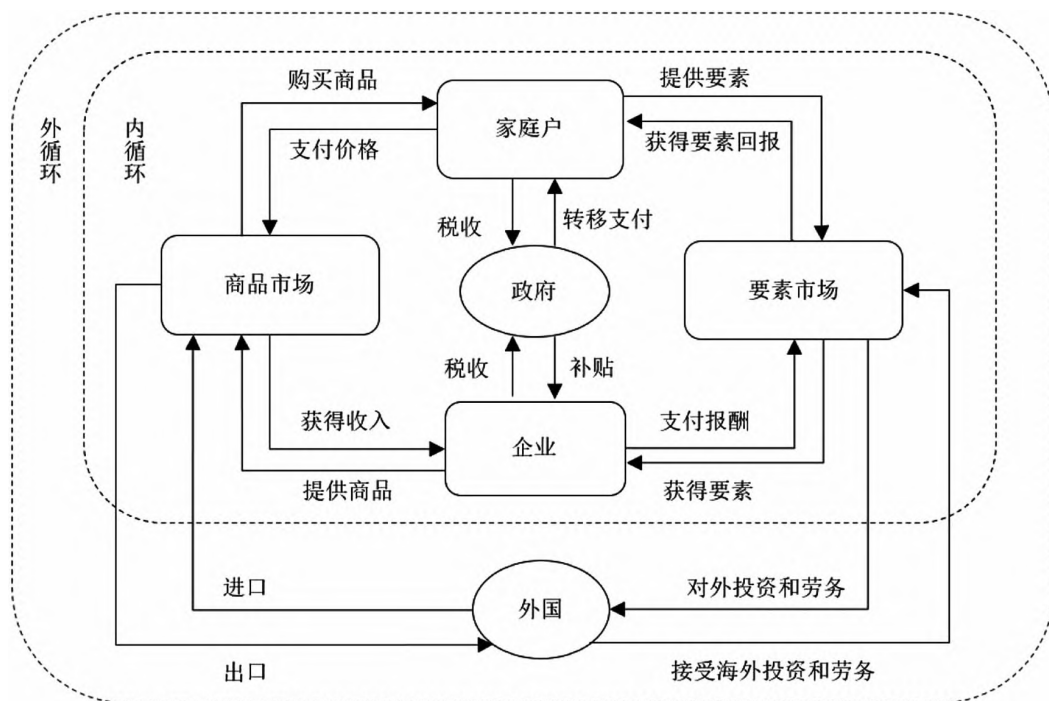 购买商品
提供要素
家庭户
支付价格
获得要素回报
外循环
内循环
税收
转移支付
商品市场
政府
要素市场
税收
补贴
获得收入
企业
支付报酬
提供商品
获得要素
进口
外国
对外投资和劳务
出口
接受海外投资和劳务